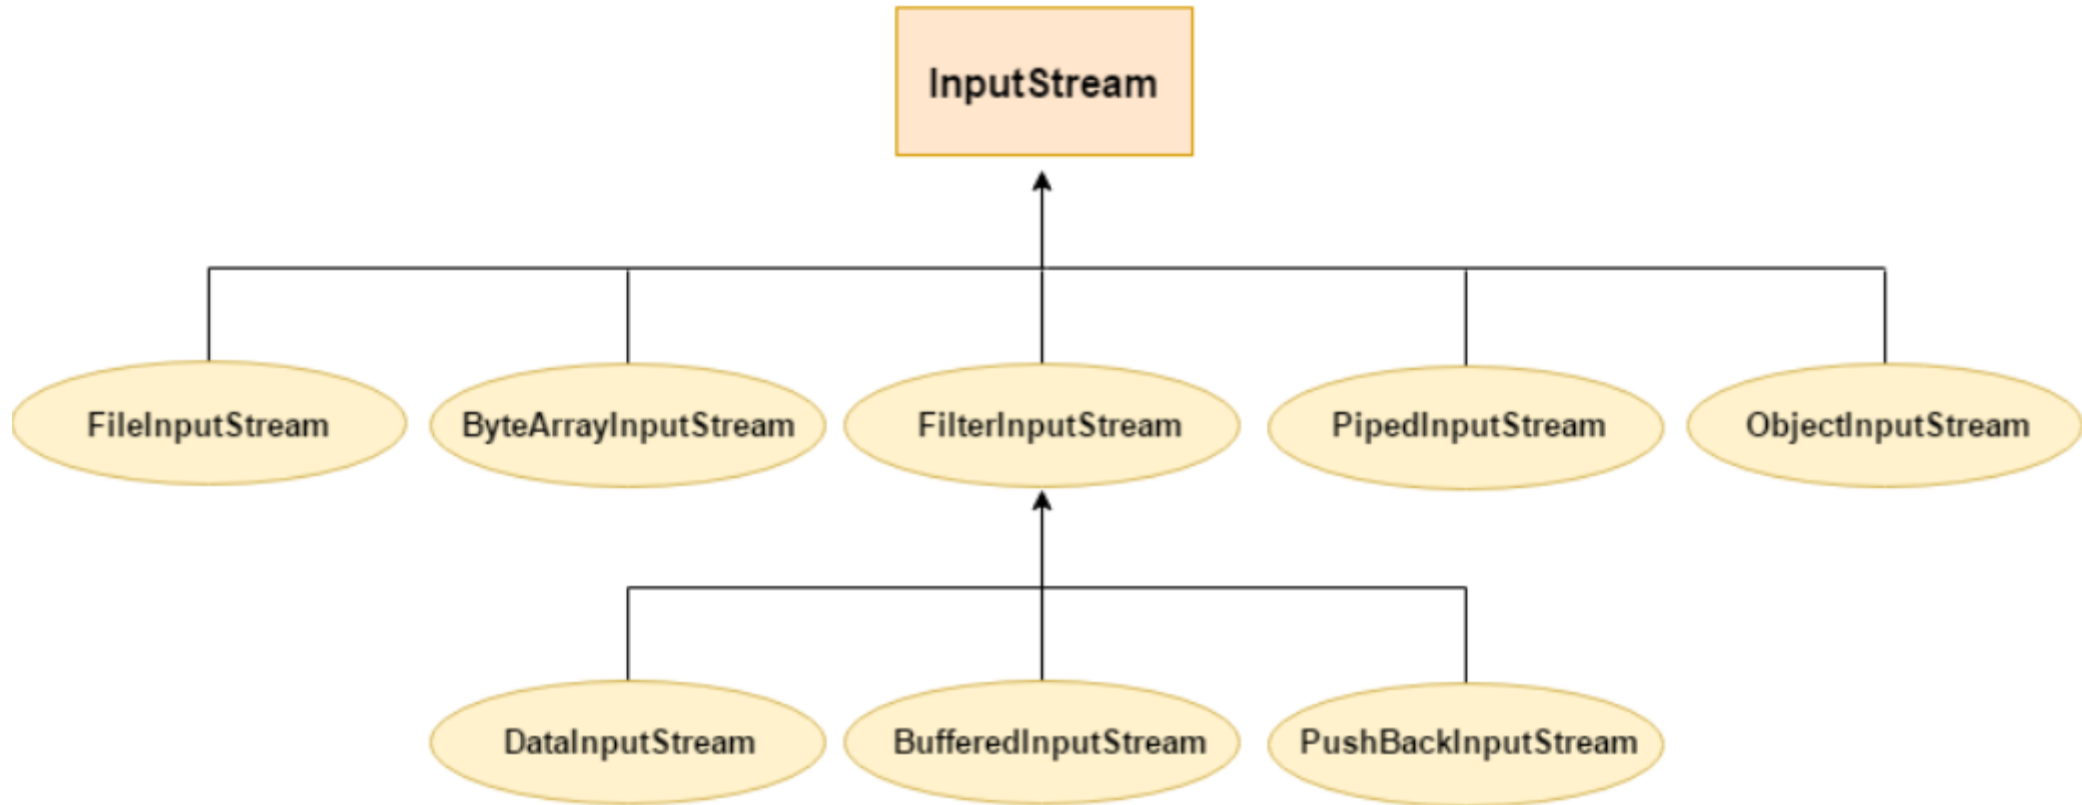 InputStream
FileInputStream
ByteArrayInputStream
FilterInputStream
PipedInputStream
ObjectInputStream
DataInputStream
BufferedInputStream
PushBackInputStream